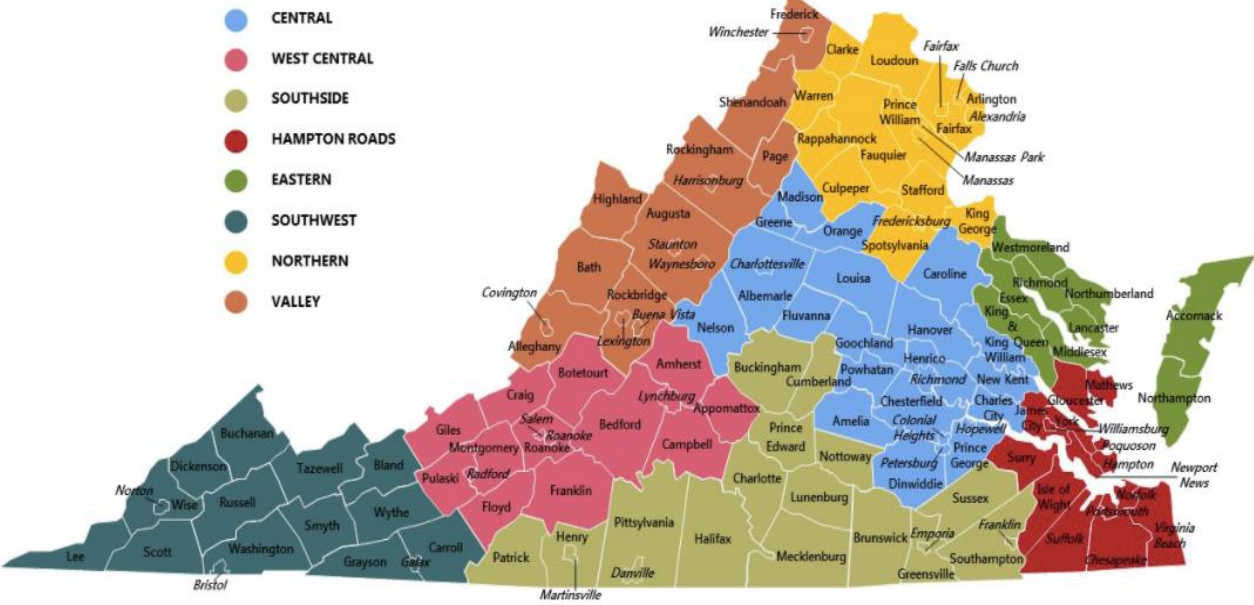 CENTRAL
WEST CENTRAL
SOUTHSIDE
HAMPTON ROADS
EASTERN
SOUTHWEST
NORTHERN
VALLEY
Frederick
Winchester
Clarke
Loudoun
Fairfax
Falls Church
Shenandoah
Warren
Prince
William
Arlington
Alexandria
Fairfax
Rappahannock
Rockingham
Page
Fauquier
Manassas Park
Harrisonburg
Manassas
Culpeper
Stafford
Highland
Madison
Augusta
Greene
Orange
Fredericksburg
King
George
Staunton
Spotsylvania
Westmoreland
Waynesboro
Charlottesville
Bath
Louisa
Caroline
Richmond
Covington
Rockbridge
Albemarle
Essex
Northumberland
Buena Vista
Fluvanna
King
&
King Queen
William
Accomack
Nelson
Hanover
Lancaster
Lexington
Alleghany
Goochland
Middlesex
Amherst
Buckingham
Henrico
Botetourt
Powhatan
Richmond
New Kent
Cumberland
Mathews
Craig
Lynchburg
Chesterfield
Charles
City
Gloucester
Northampton
Appomattox
James
City
Salem
Bedford
Amelia
Colonial
Heights
Hopewell
York
Williamsburg
Giles
Roanoke
Prince
Edward
Montgomery
Roanoke
Campbell
Poquoson
Buchanan
Nottoway
Petersburg
Prince
George
Surry
Hampton
Dickenson
Tazewell
Bland
Pulaski
Radford
Newport
News
Charlotte
Dinwiddie
Norton
Franklin
Isle of
Wight
Norfolk
Wise
Russell
Wythe
Floyd
Lunenburg
Sussex
Portsmouth
Smyth
Pittsylvania
Franklin
Virginia
Beach
Henry
Halifax
Brunswick
Emporia
Suffolk
Lee
Scott
Washington
Carroll
Patrick
Mecklenburg
Southampton
Chesapeake
Grayson
Galax
Danville
Greensville
Bristol
Martinsville